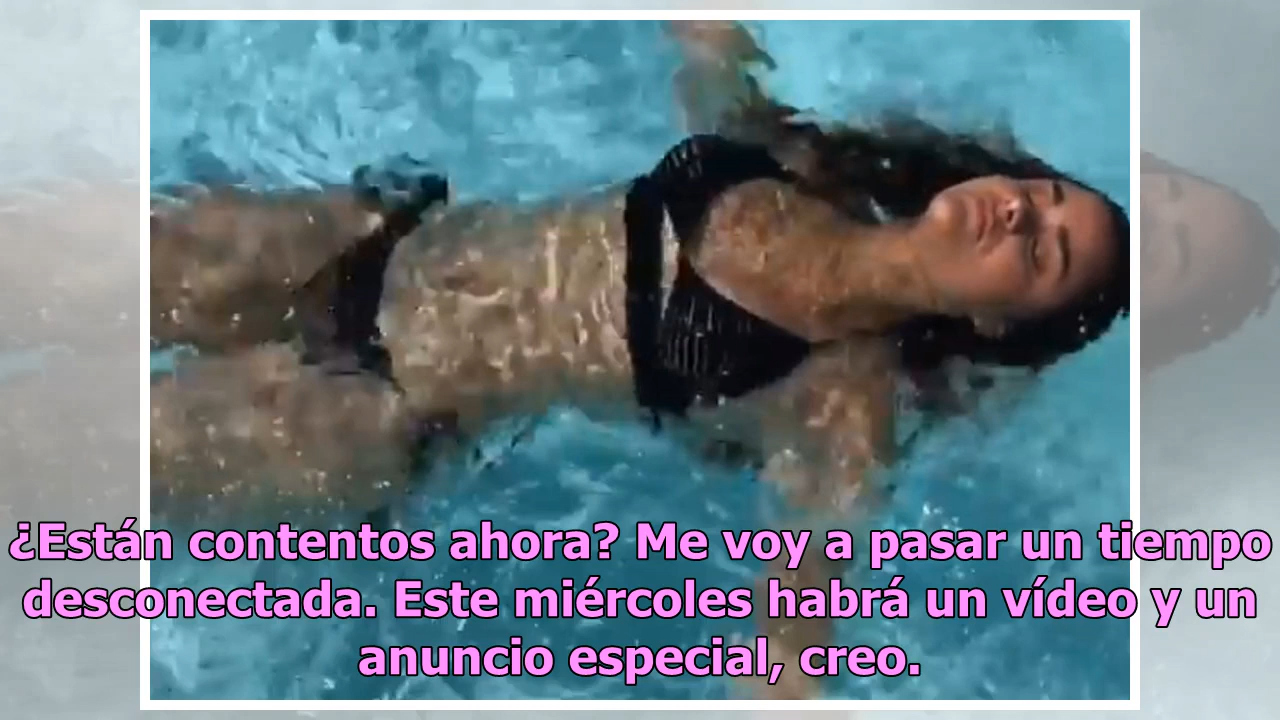 ¿Están contentos ahora? Me voy a pasar un tiempo
desconectada. Este miércoles habrá un vídeo y un
anuncio especial, creo.